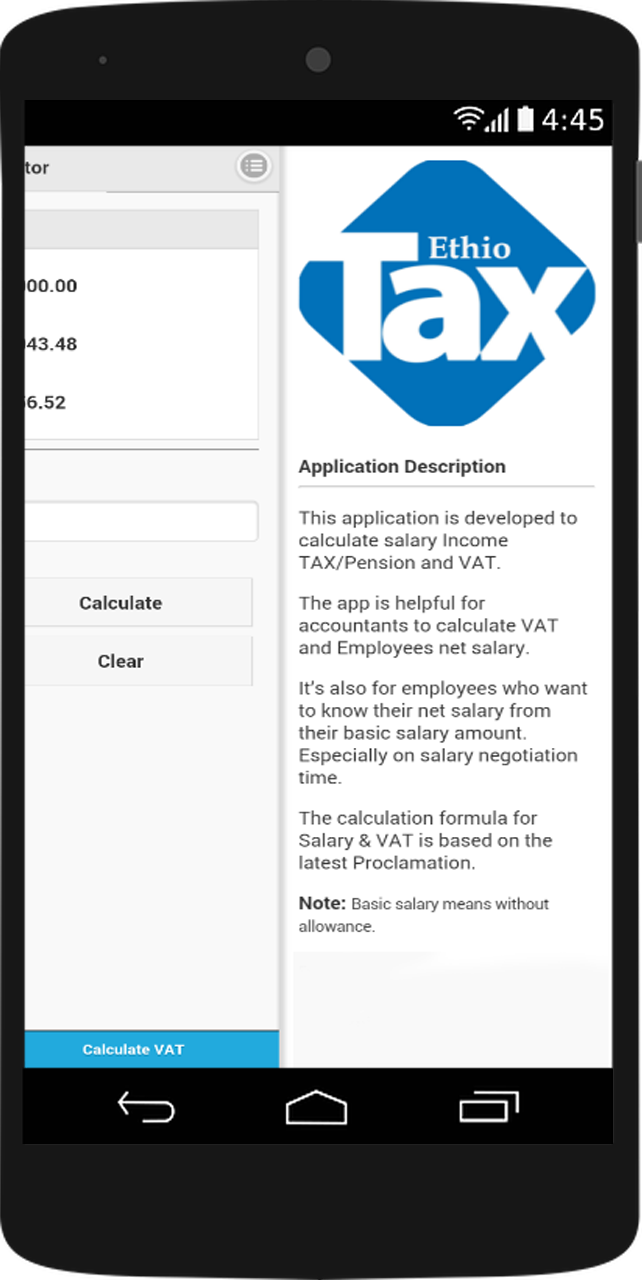 4:45
tor
00.00
43.48
6.52
Calculate
Clear
Calculate VAT
Ethio
Tax
Application Description
This application is developed to
calculate salary Income
TAX/Pension and VAT.
The app is helpful for
accountants to calculate VAT
and Employees net salary.
It's also for employees who want
to know their net salary from
their basic salary amount.
Especially on salary negotiation
time.
The calculation formula for
Salary & VAT is based on the
latest Proclamation.
Note: Basic salary means without
allowance.